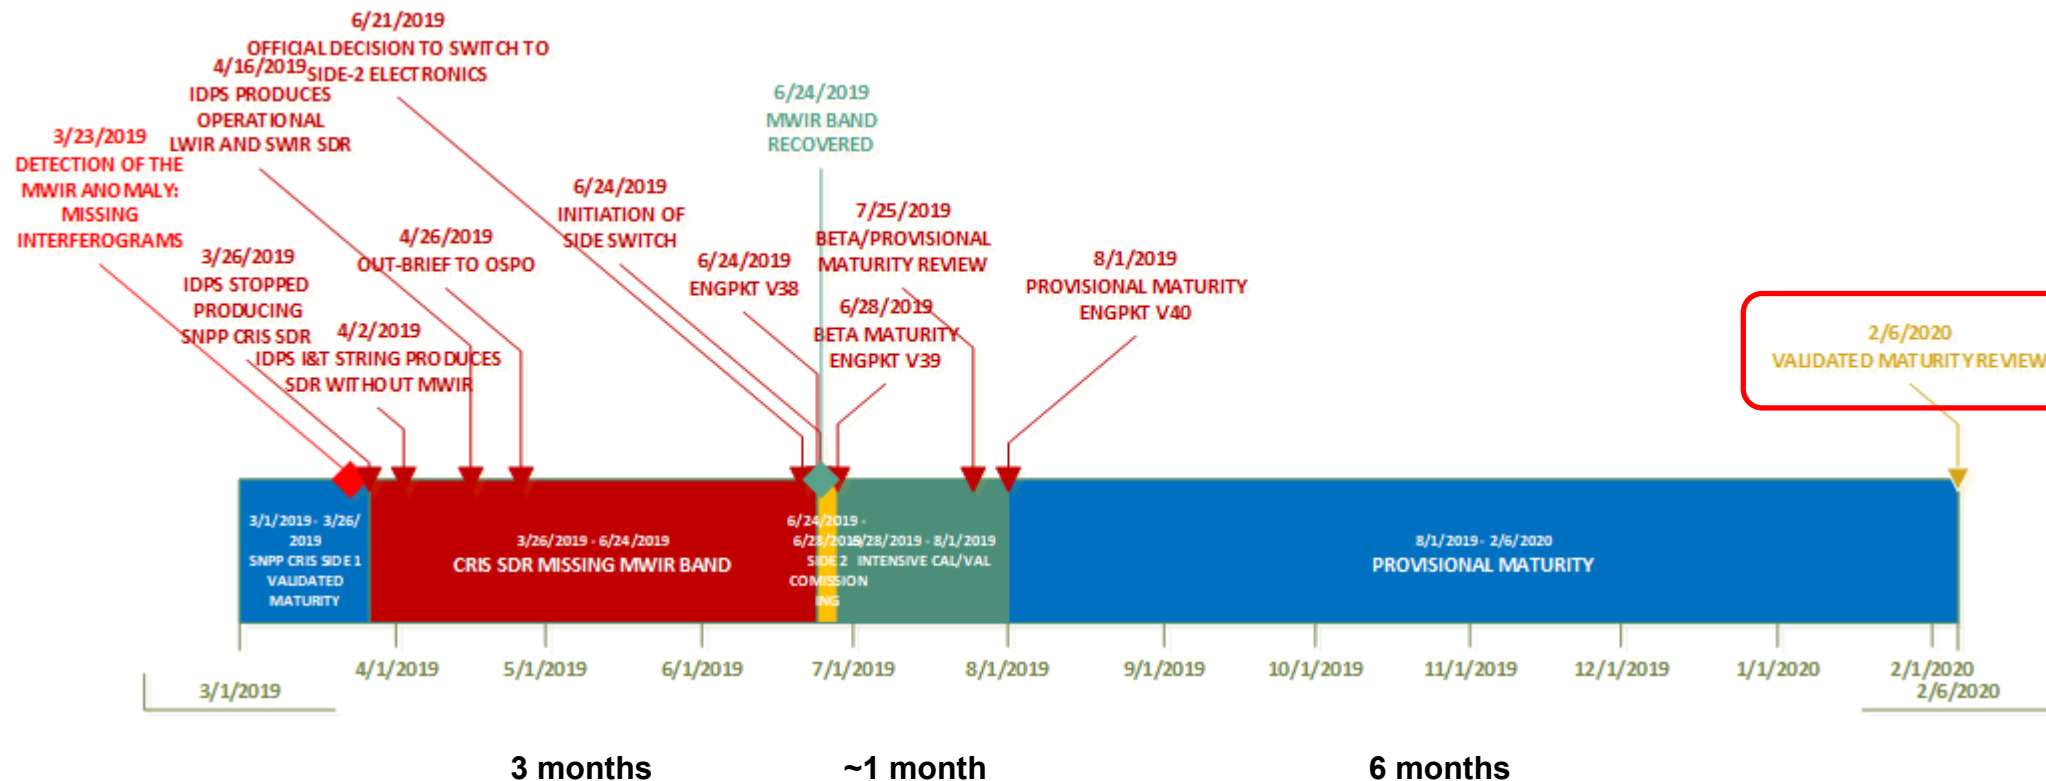 6/21/2019
OFFICIAL DECISION TO SWITCH TO
SIDE-2 ELECTRONICS
4/16/2019
IDPS PRODUCES
OPERATIONAL
LWIR AND SWIR SDR
6/24/2019
MWIR BAND
RECOVERED
3/23/2019
DETECTION OF THE
MWIR ANOMALY:
MISSING
INTERFEROGRAMS
6/24/2019
INITIATION OF
SIDE SWITCH
7/25/2019
BETA/PROVISIONAL
MATURITY REVIEW
4/26/2019
OUT-BRIEF TO OSPO
3/26/2019
IDPS STOPPED
PRODUCING
SNPP CRIS SDR
6/24/2019
ENGPKT V38
8/1/2019
PROVISIONAL MATURITY
ENGPKT V40
6/28/2019
BETA MATURITY
ENGPKT V39
4/2/2019
IDPS I&T STRING PRODUCES
SDR WITHOUT MWIR
2/6/2020
VALIDATED MATURITY REVIEW
3/1/2019 - 3/26/
2019
SNPP CRIS SIDE 1
VALIDATED
MATURITY
3/26/2019 - 6/24/2019
CRIS SDR MISSING MWIR BAND
6/24/2019 -
6/28/2019
SIDE 2
COMISSION
ING
6/28/2019 - 8/1/2019
INTENSIVE CAL/VAL
8/1/2019 - 2/6/2020
PROVISIONAL MATURITY
3/1/2019
4/1/2019
5/1/2019
6/1/2019
7/1/2019
8/1/2019
9/1/2019
10/1/2019
11/1/2019
12/1/2019
1/1/2020
2/1/2020
2/6/2020
3 months
~1 month
6 months